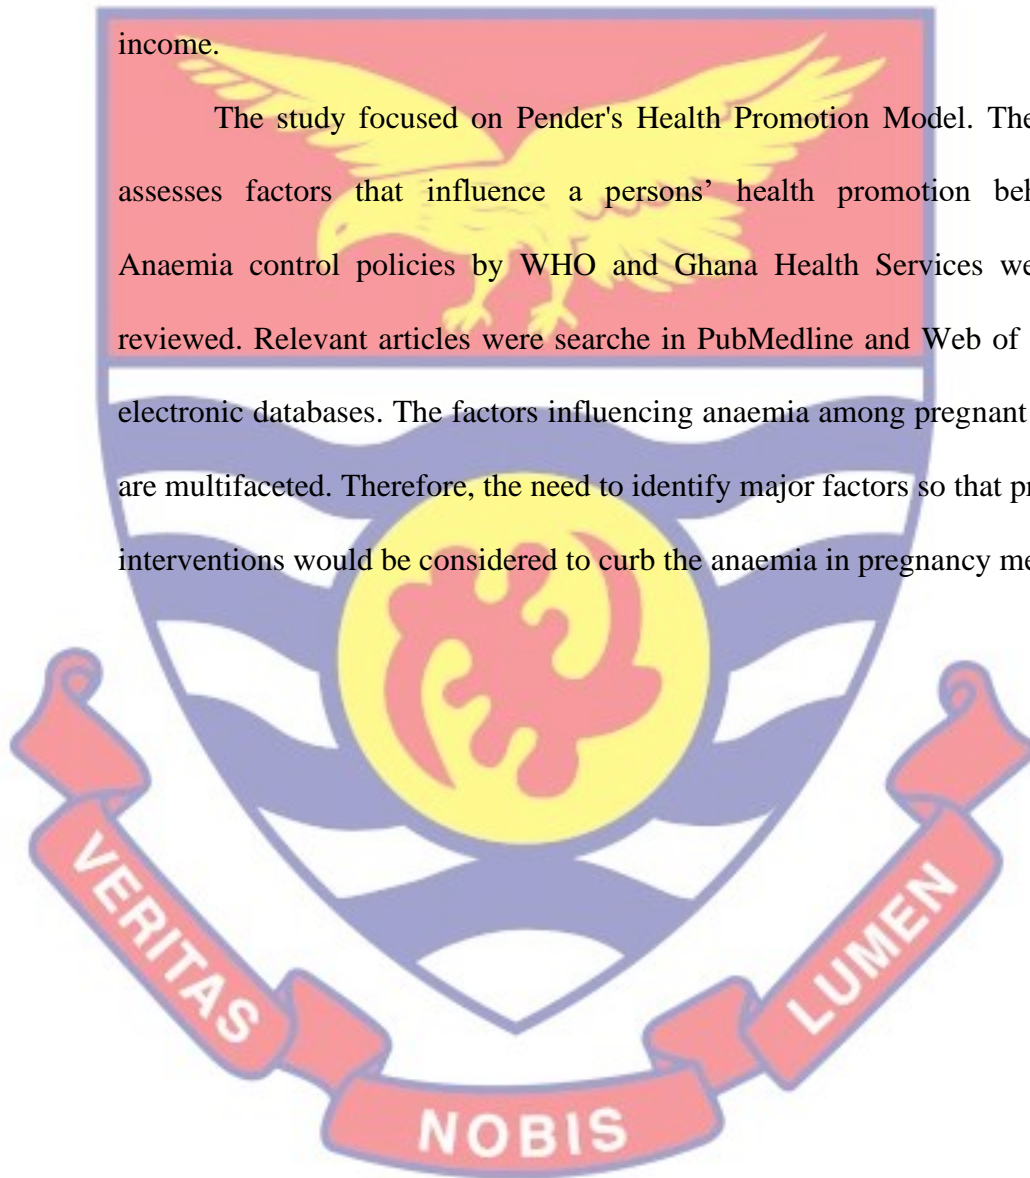 income.
The study focused on Pender's Health Promotion Model. The
assesses factors that influence a persons’ health promotion beh
Anaemia control policies by WHO and Ghana Health Services we
reviewed. Relevant articles were searche in PubMedline and Web of
electronic databases. The factors influencing anaemia among pregnant
are multifaceted. Therefore, the need to identify major factors so that pr
interventions would be considered to curb the anaemia in pregnancy me
VERITAS
NOBIS
LUMEN